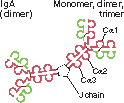 IgA
(dimer)
Monomer, dimer,
trimer
Cα1
Cα2
Cα3
J chain